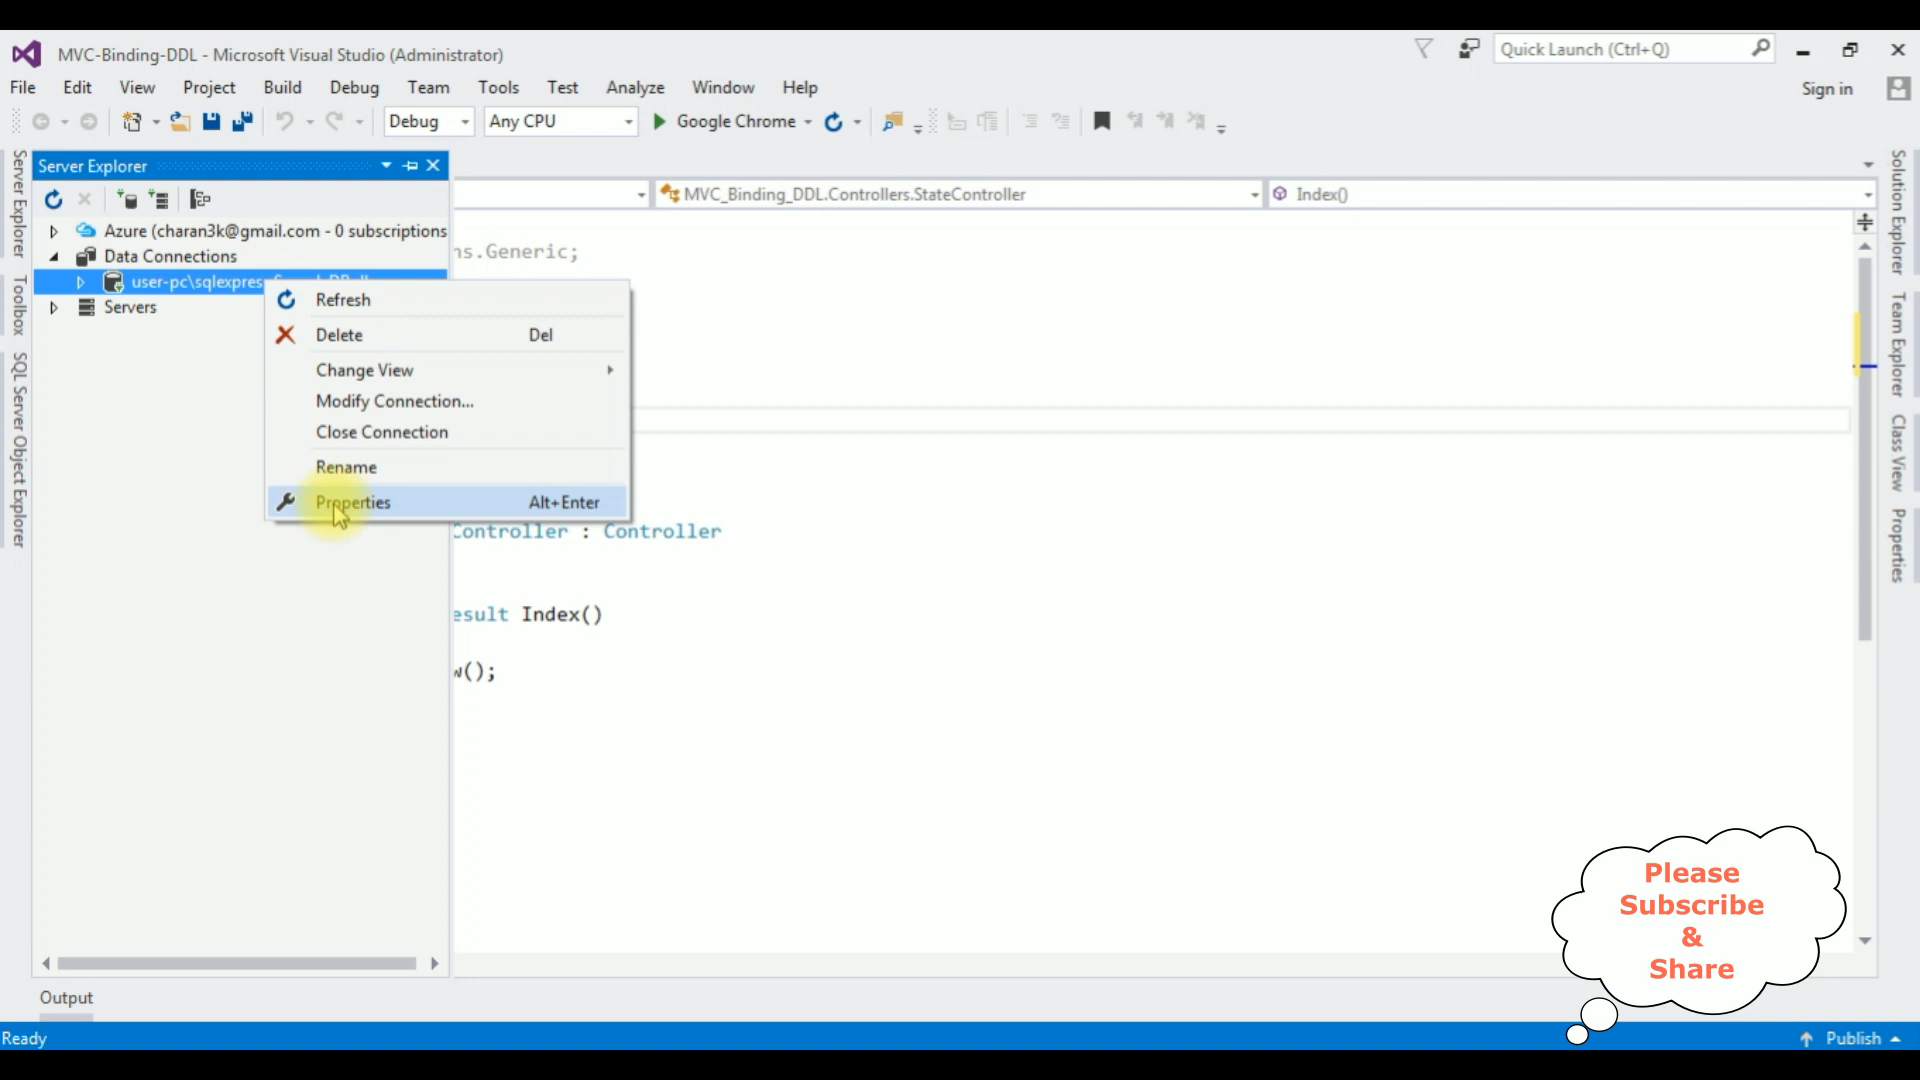 MVC-Binding-DDL - Microsoft Visual Studio (Administrator)
Quick Launch (Ctrl+Q)
File Edit View Project Build Debug Team Tools Test Analyze Window Help
Sign in
Debug Any CPU Google Chrome
Server Explorer
MVC_Binding_DDL.Controllers.StateController
Index()
Azure (charan3k@gmail.com - 0 subscriptions
Data Connections
user-pc\sqlexpres
Servers
Refresh
Delete Del
Change View
Modify Connection...
Close Connection
Rename
Properties Alt+Enter
ns.Generic;
Controller : Controller
esult Index()
w();
Server Explorer
Toolbox
SQL Server Object Explorer
Solution Explorer
Team Explorer
Class View
Properties
Please
Subscribe
&
Share
Output
Ready
Publish